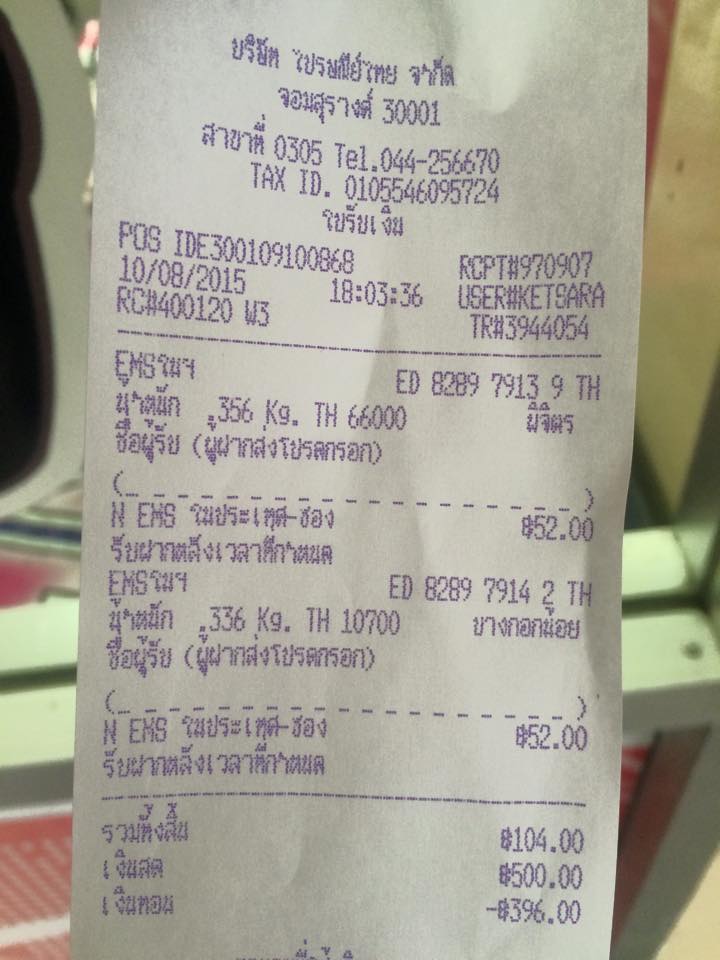 บริษัท ไปรษณีย์ไทย จำกัด
จอมสุรางค์ 30001
สาขาที่ 0305 Tel.044-256670
TAX ID. 0105546095724
ใบรับเงิน
POS IDE300109100868 RCPT#970907
10/08/2015 18:03:36 USER#KETSARA
RC#400120 W3 TR#3944054
EMSในฯ ED 8289 7913 9 TH
น้ำหนัก .356 Kg. TH 66000 พิจิตร
ชื่อผู้รับ (ผู้ฝากส่งโปรดกรอก)
(_ _ _ _ _ _ _ _ _ _ _ _ _ _ _ _ _ _)
N EMS ในประเทศ-ซอง ฿52.00
รับฝากหลังเวลาที่กำหนด
EMSในฯ ED 8289 7914 2 TH
น้ำหนัก .336 Kg. TH 10700 บางกอกน้อย
ชื่อผู้รับ (ผู้ฝากส่งโปรดกรอก)
(_ _ _ _ _ _ _ _ _ _ _ _ _ _ _ _ _ _)
N EMS ในประเทศ-ซอง ฿52.00
รับฝากหลังเวลาที่กำหนด
รวมทั้งสิ้น ฿104.00
เงินสด ฿500.00
เงินทอน -฿396.00